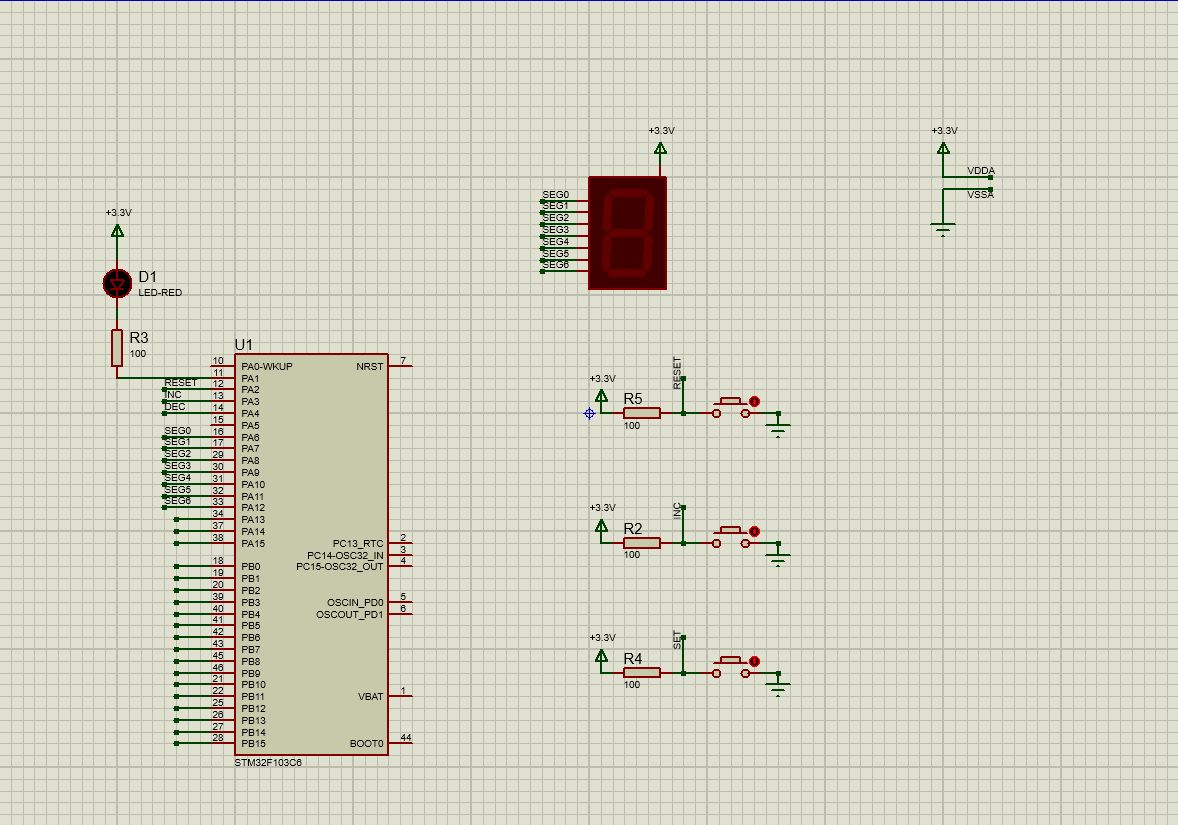 +3.3V
D1
LED-RED
R3
100
U1
10 PA0-WKUP
11 PA1
RESET 12 PA2
INC 13 PA3
DEC 14 PA4
15 PA5
SEG0 16 PA6
SEG1 17 PA7
SEG2 29 PA8
SEG3 30 PA9
SEG4 31 PA10
SEG5 32 PA11
SEG6 33 PA12
34 PA13
37 PA14
38 PA15
18 PB0
19 PB1
20 PB2
39 PB3
40 PB4
41 PB5
42 PB6
43 PB7
45 PB8
46 PB9
21 PB10
22 PB11
25 PB12
26 PB13
27 PB14
28 PB15
NRST 7
PC13_RTC 2
PC14-OSC32_IN 3
PC15-OSC32_OUT 4
OSCIN_PD0 5
OSCOUT_PD1 6
VBAT 1
BOOT0 44
STM32F103C6
+3.3V
SEG0
SEG1
SEG2
SEG3
SEG4
SEG5
SEG6
+3.3V
VDDA
VSSA
+3.3V
RESET
R5
100
+3.3V
INC
R2
100
+3.3V
SET
R4
100